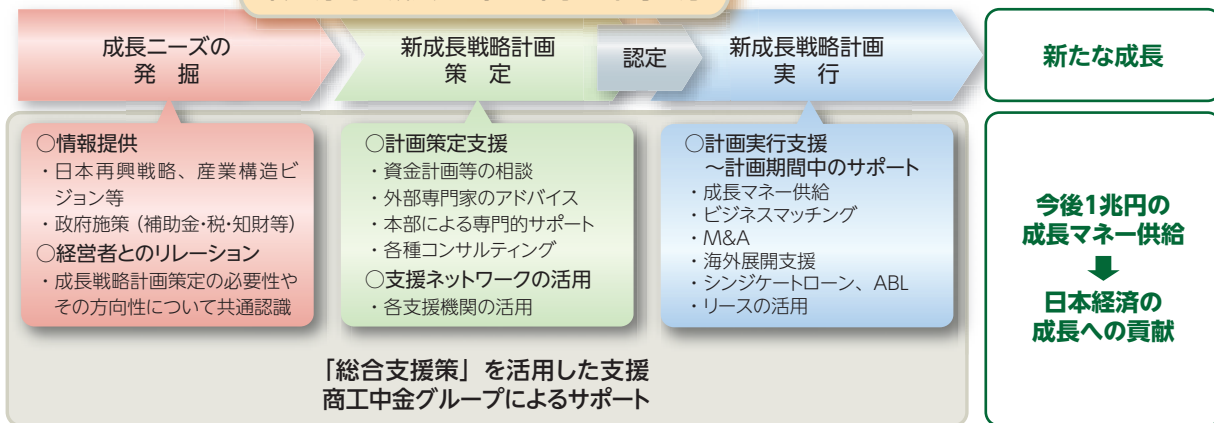 成長ニーズの
発 掘
新成長戦略計画
策 定
認定
新成長戦略計画
実 行
新たな成長
○情報提供
・日本再興戦略、産業構造ビ
ジョン等
・政府施策（補助金・税・知財等）
○経営者とのリレーション
・成長戦略計画策定の必要性や
その方向性について共通認識
○計画策定支援
・資金計画等の相談
・外部専門家のアドバイス
・本部による専門的サポート
・各種コンサルティング
○支援ネットワークの活用
・各支援機関の活用
○計画実行支援
～計画期間中のサポート
・成長マネー供給
・ビジネスマッチング
・M&A
・海外展開支援
・シンジケートローン、ABL
・リースの活用
今後1兆円の
成長マネー供給
日本経済の
成長への貢献
「総合支援策」を活用した支援
商工中金グループによるサポート